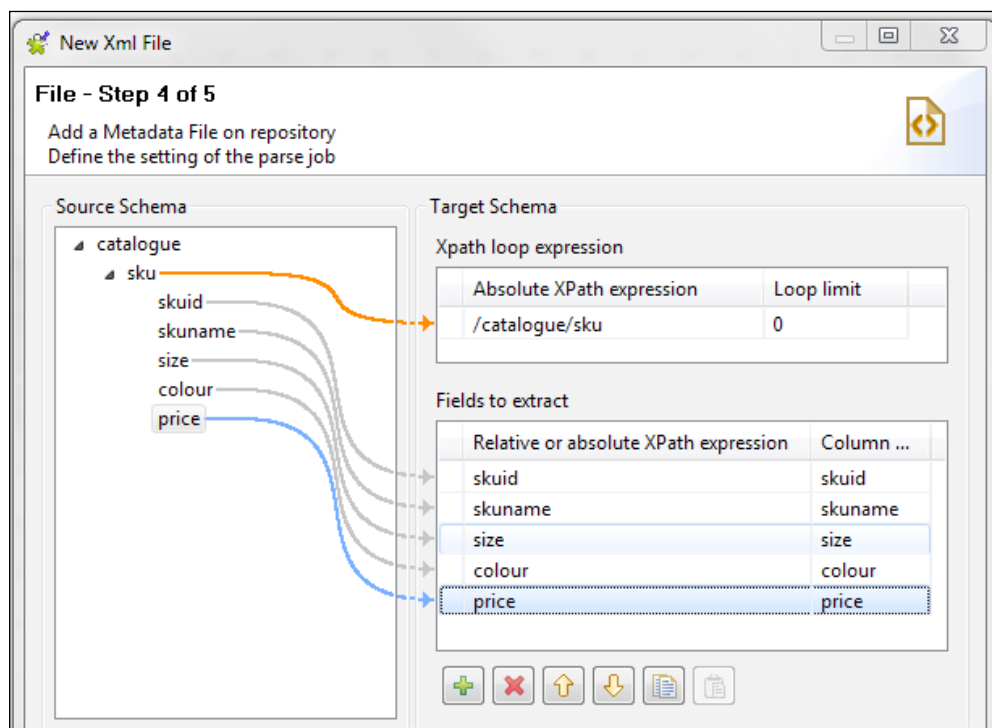 New Xml File
File - Step 4 of 5
Add a Metadata File on repository
Define the setting of the parse job
Source Schema
catalogue
sku
skuid
skuname
size
colour
price
Target Schema
Xpath loop expression
Absolute XPath expression Loop limit
/catalogue/sku 0
Fields to extract
Relative or absolute XPath expression Column ...
skuid skuid
skuname skuname
size size
colour colour
price price